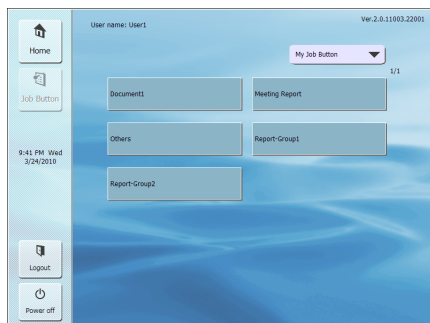 User name: User1
Ver.2.0.11003.22001
Home
My Job Button
1/1
Job Button
Document1
Meeting Report
Others
Report-Group1
9:41 PM Wed
3/24/2010
Report-Group2
Logout
Power off